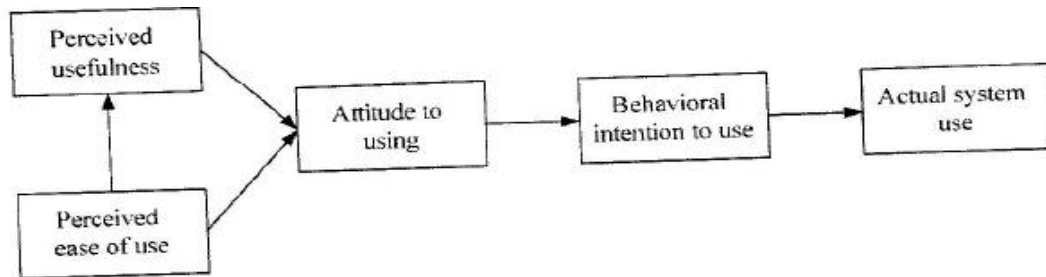 Perceived
usefulness
Attitude to
using
Behavioral
intention to use
Actual system
use
Perceived
ease of use